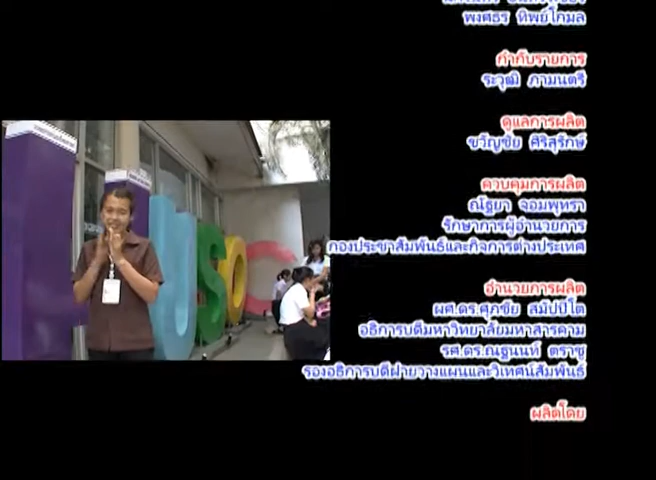 พงศธร ทิพย์โกมล
กำกับรายการ
ระวุฒิ ภามนตรี
ดูแลการผลิต
ขวัญชัย ศิริสุรักษ์
ควบคุมการผลิต
ณัฐยา จอมพุทรา
รักษาการผู้อำนวยการ
กองประชาสัมพันธ์และกิจการต่างประเทศ
อำนวยการผลิต
ผศ.ดร.ศุภชัย สมัปปิโต
อธิการบดีมหาวิทยาลัยมหาสารคาม
รศ.ดร.ณฐนนท์ ตราชู
รองอธิการบดีฝ่ายวางแผนและวิเทศสัมพันธ์
ผลิตโดย